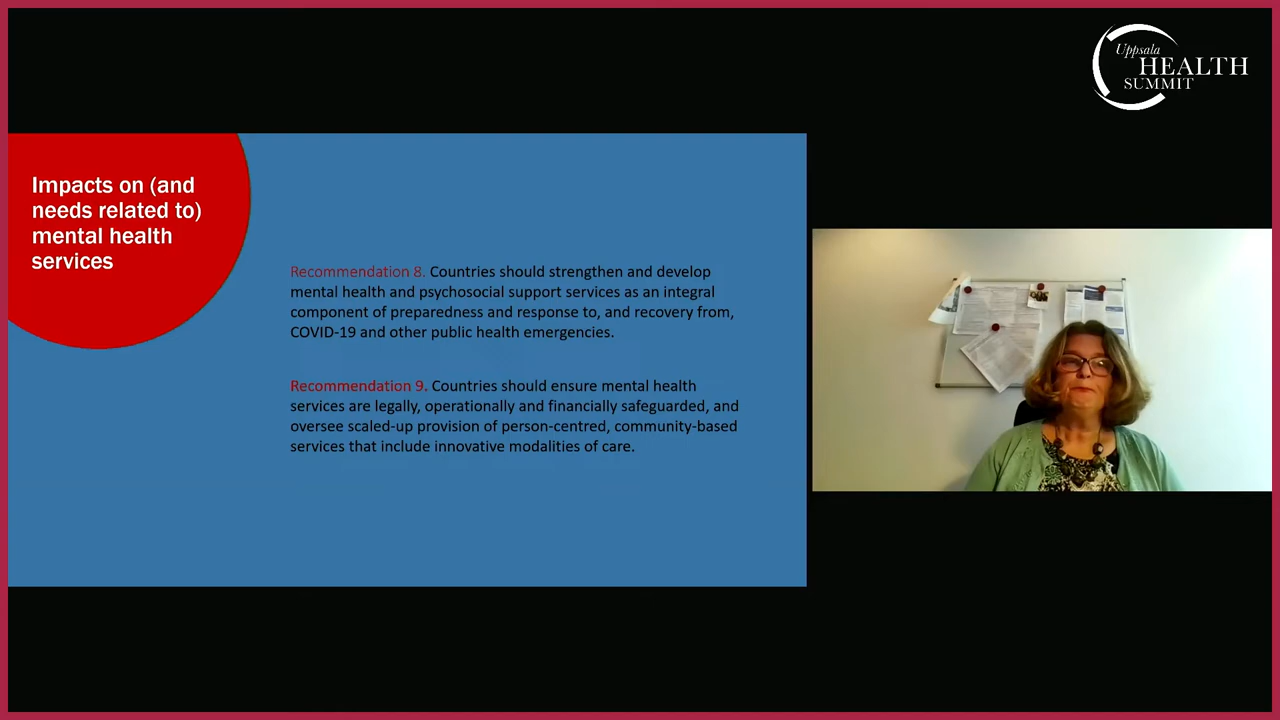 Uppsala
HEALTH
SUMMIT
Impacts on (and
needs related to)
mental health
services
Recommendation 8. Countries should strengthen and develop
mental health and psychosocial support services as an integral
component of preparedness and response to, and recovery from,
COVID-19 and other public health emergencies.
Recommendation 9. Countries should ensure mental health
services are legally, operationally and financially safeguarded, and
oversee scaled-up provision of person-centred, community-based
services that include innovative modalities of care.